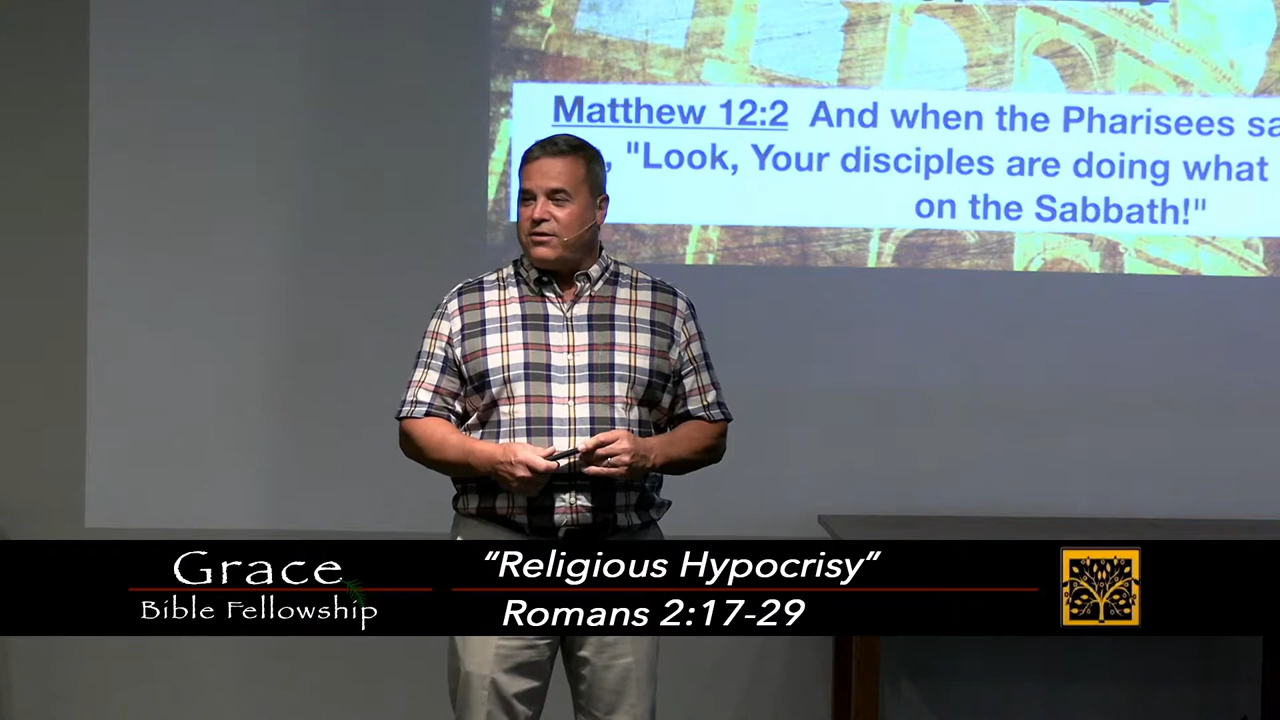 Matthew 12:2 And when the Pharisees
, "Look, Your disciples are doing what
on the Sabbath!"
Grace
Bible Fellowship
“Religious Hypocrisy”
Romans 2:17-29